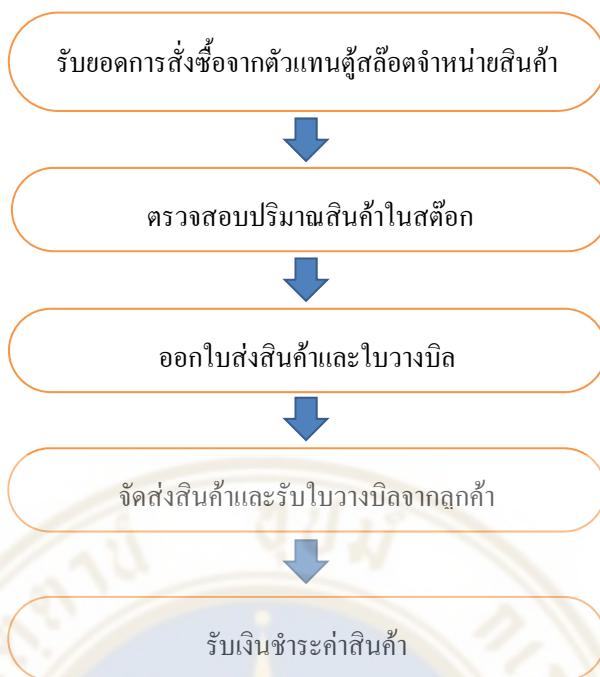 รับยอดการสั่งซื้อจากตัวแทนตู้สล๊อตจำหน่ายสินค้า
ตรวจสอบปริมาณสินค้าในสต๊อก
ออกใบส่งสินค้าและใบวางบิล
จัดส่งสินค้าและรับใบวางบิลจากลูกค้า
รับเงินชำระค่าสินค้า